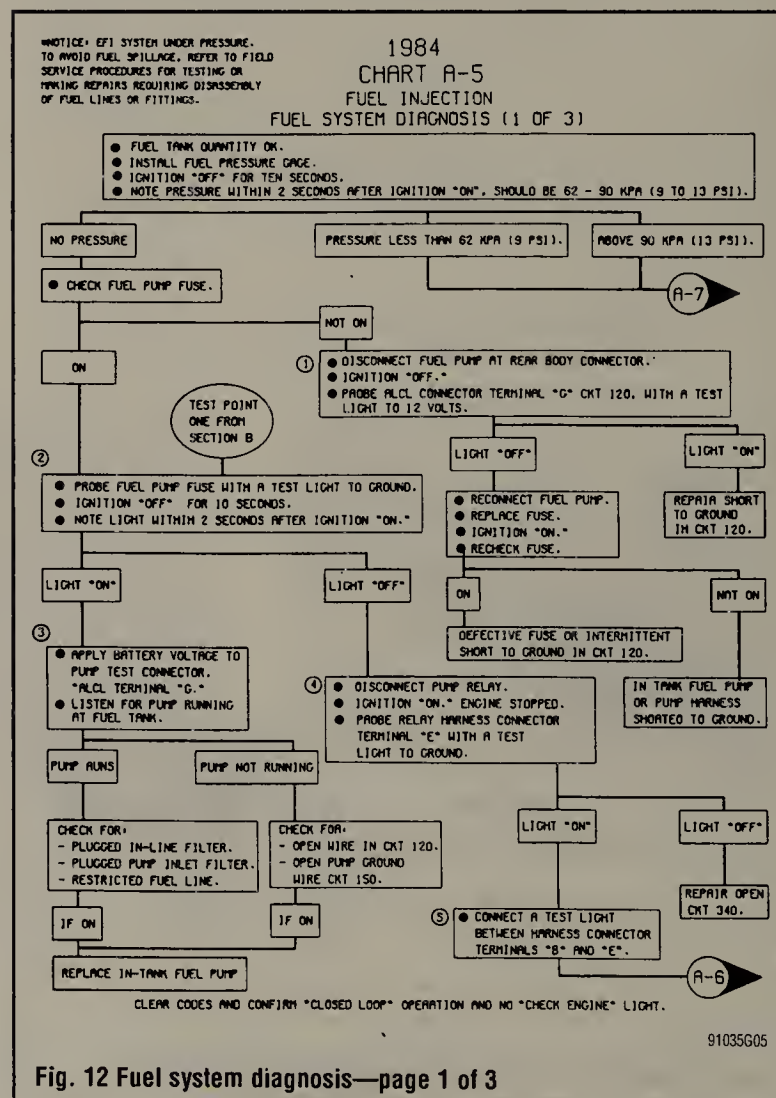 *NOTICE: EFI SYSTEM UNDER PRESSURE.
TO AVOID FUEL SPILLAGE, REFER TO FIELD
SERVICE PROCEDURES FOR TESTING OR
MAKING REPAIRS REQUIRING DISASSEMBLY
OF FUEL LINES OR FITTINGS.
1984
CHART A-5
FUEL INJECTION
FUEL SYSTEM DIAGNOSIS (1 OF 3)
● FUEL TANK QUANTITY OK.
● INSTALL FUEL PRESSURE GAGE.
● IGNITION "OFF" FOR TEN SECONDS.
● NOTE PRESSURE WITHIN 2 SECONDS AFTER IGNITION "ON". SHOULD BE 62 - 90 KPA (9 TO 13 PSI).
NO PRESSURE
PRESSURE LESS THAN 62 KPA (9 PSI).
ABOVE 90 KPA (13 PSI).
● CHECK FUEL PUMP FUSE.
A-7
NOT ON
ON
① ● DISCONNECT FUEL PUMP AT REAR BODY CONNECTOR.
● IGNITION "OFF."
● PROBE ALCL CONNECTOR TERMINAL "G" CKT 120, WITH A TEST
LIGHT TO 12 VOLTS.
TEST POINT
ONE FROM
SECTION B
LIGHT "OFF"
LIGHT "ON"
② ● PROBE FUEL PUMP FUSE WITH A TEST LIGHT TO GROUND.
● IGNITION "OFF" FOR 10 SECONDS.
● NOTE LIGHT WITHIN 2 SECONDS AFTER IGNITION "ON."
● RECONNECT FUEL PUMP.
● REPLACE FUSE.
● IGNITION "ON."
● RECHECK FUSE.
REPAIR SHORT
TO GROUND
IN CKT 120.
LIGHT "ON"
LIGHT "OFF"
ON
NOT ON
DEFECTIVE FUSE OR INTERMITTENT
SHORT TO GROUND IN CKT 120.
IN TANK FUEL PUMP
OR PUMP HARNESS
SHORTED TO GROUND.
③ ● APPLY BATTERY VOLTAGE TO
PUMP TEST CONNECTOR.
"ALCL TERMINAL "G."
● LISTEN FOR PUMP RUNNING
AT FUEL TANK.
④ ● DISCONNECT PUMP RELAY.
● IGNITION "ON." ENGINE STOPPED.
● PROBE RELAY HARNESS CONNECTOR
TERMINAL "E" WITH A TEST
LIGHT TO GROUND.
PUMP RUNS
PUMP NOT RUNNING
LIGHT "ON"
LIGHT "OFF"
CHECK FOR:
- PLUGGED IN-LINE FILTER.
- PLUGGED PUMP INLET FILTER.
- RESTRICTED FUEL LINE.
CHECK FOR:
- OPEN WIRE IN CKT 120.
- OPEN PUMP GROUND
WIRE CKT 150.
REPAIR OPEN
CKT 340.
IF ON
IF ON
⑤ ● CONNECT A TEST LIGHT
BETWEEN HARNESS CONNECTOR
TERMINALS "B" AND "E".
REPLACE IN-TANK FUEL PUMP
A-6
CLEAR CODES AND CONFIRM "CLOSED LOOP" OPERATION AND NO "CHECK ENGINE" LIGHT.
91035G05
Fig. 12 Fuel system diagnosis—page 1 of 3